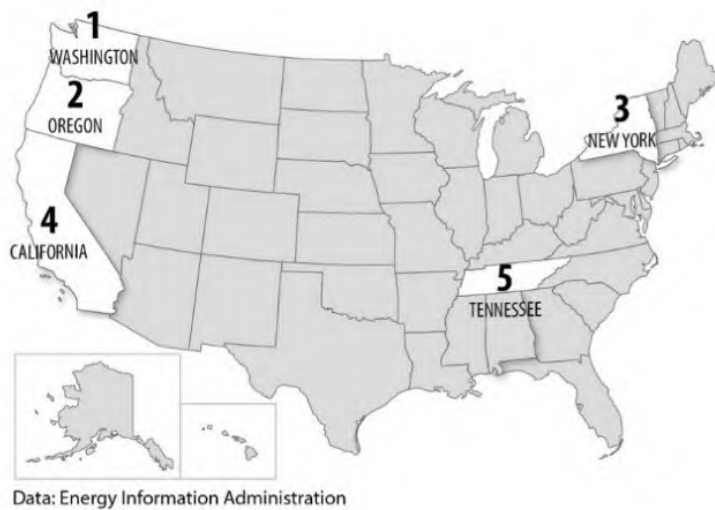 1
WASHINGTON
2
OREGON
3
NEW YORK
4
CALIFORNIA
5
TENNESSEE
Data: Energy Information Administration